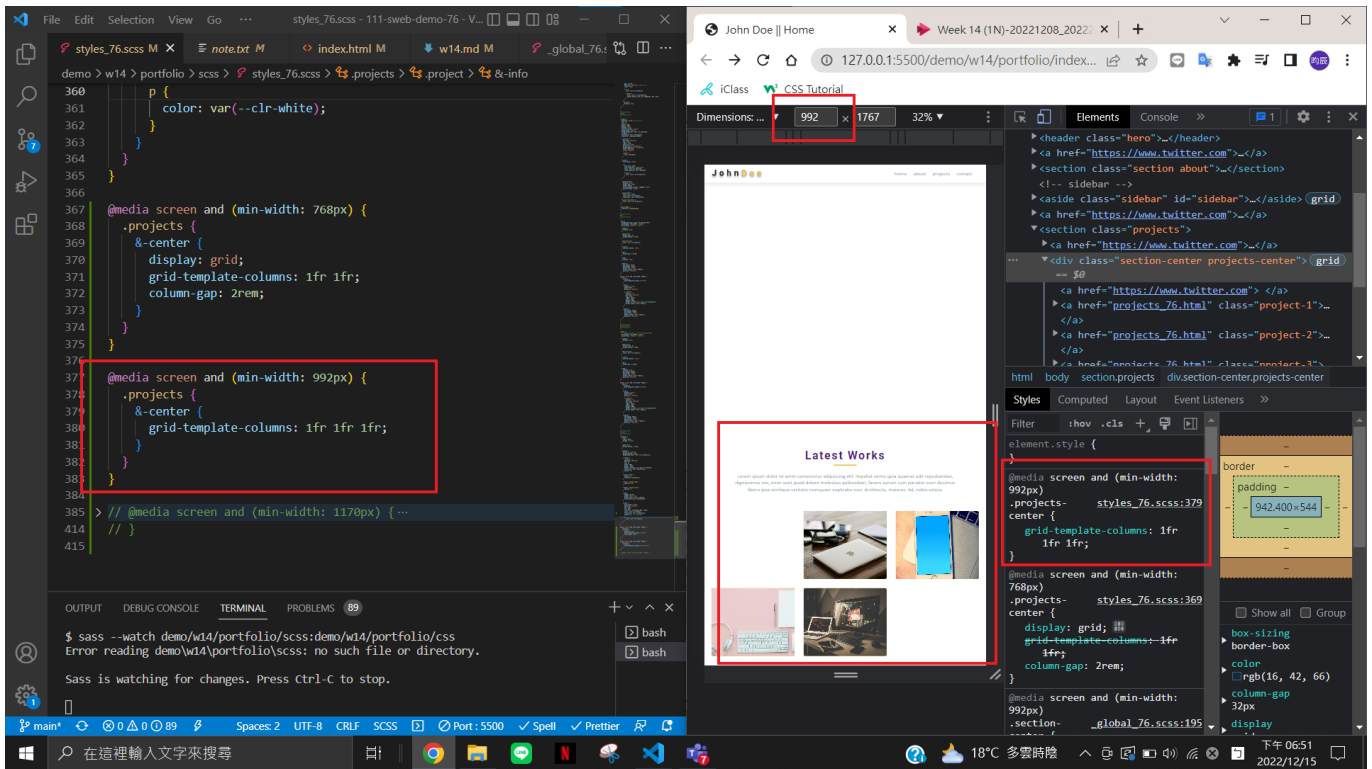 File Edit Selection View Go ··· styles_76.scss - 111-sweb-demo-76 - V...
styles_76.scss M note.txt M index.html M w14.md M _global_76.s
demo > w14 > portfolio > scss > styles_76.scss > .projects > .project > &-info
360 p {
361 color: var(--clr-white);
362 }
363 }
364 }
365 }
366
367 @media screen and (min-width: 768px) {
368 .projects {
369 &-center {
370 display: grid;
371 grid-template-columns: 1fr 1fr;
372 column-gap: 2rem;
373 }
374 }
375 }
376
377 @media screen and (min-width: 992px) {
378 .projects {
379 &-center {
380 grid-template-columns: 1fr 1fr 1fr;
381 }
382 }
383 }
384
385 // @media screen and (min-width: 1170px) { ···
414 // }
415
OUTPUT DEBUG CONSOLE TERMINAL PROBLEMS 89
$ sass --watch demo/w14/portfolio/scss:demo/w14/portfolio/css
Error reading demo\w14\portfolio\scss: no such file or directory.
Sass is watching for changes. Press Ctrl-C to stop.
bash
bash
main* 0 0 89 Spaces: 2 UTF-8 CRLF SCSS Port : 5500 Spell Prettier
John Doe || Home Week 14 (1N)-20221208_2022
127.0.0.1:5500/demo/w14/portfolio/index...
iClass CSS Tutorial
Dimensions: ... 992 × 1767 32%
JohnDoe home about projects contact
Latest Works
Elements Console 1
<header class="hero">…</header>
<a href="https://www.twitter.com">…</a>
<section class="section about">…</section>
<!-- sidebar -->
<aside class="sidebar" id="sidebar">…</aside> grid
<a href="https://www.twitter.com">…</a>
<section class="projects">
<a href="https://www.twitter.com">…</a>
<div class="section-center projects-center"> grid
== $0
<a href="https://www.twitter.com"> </a>
<a href="projects_76.html" class="project-1">…
</a>
<a href="projects_76.html" class="project-2">…
</a>
<a href="projects_76.html" class="project-3">…
html body section.projects div.section-center.projects-center
Styles Computed Layout Event Listeners
Filter :hov .cls
element.style {
}
@media screen and (min-width:
992px)
.projects- styles_76.scss:379
center {
grid-template-columns: 1fr
1fr 1fr;
}
@media screen and (min-width:
768px)
.projects- styles_76.scss:369
center {
display: grid;
grid-template-columns: 1fr
1fr;
column-gap: 2rem;
}
@media screen and (min-width:
992px)
.section- _global_76.scss:195
center {
border –
padding –
942.400×544
Show all Group
box-sizing
border-box
color
rgb(16, 42, 66)
column-gap
32px
display
在這裡輸入文字來搜尋
18°C 多雲時陰
下午 06:51
2022/12/15